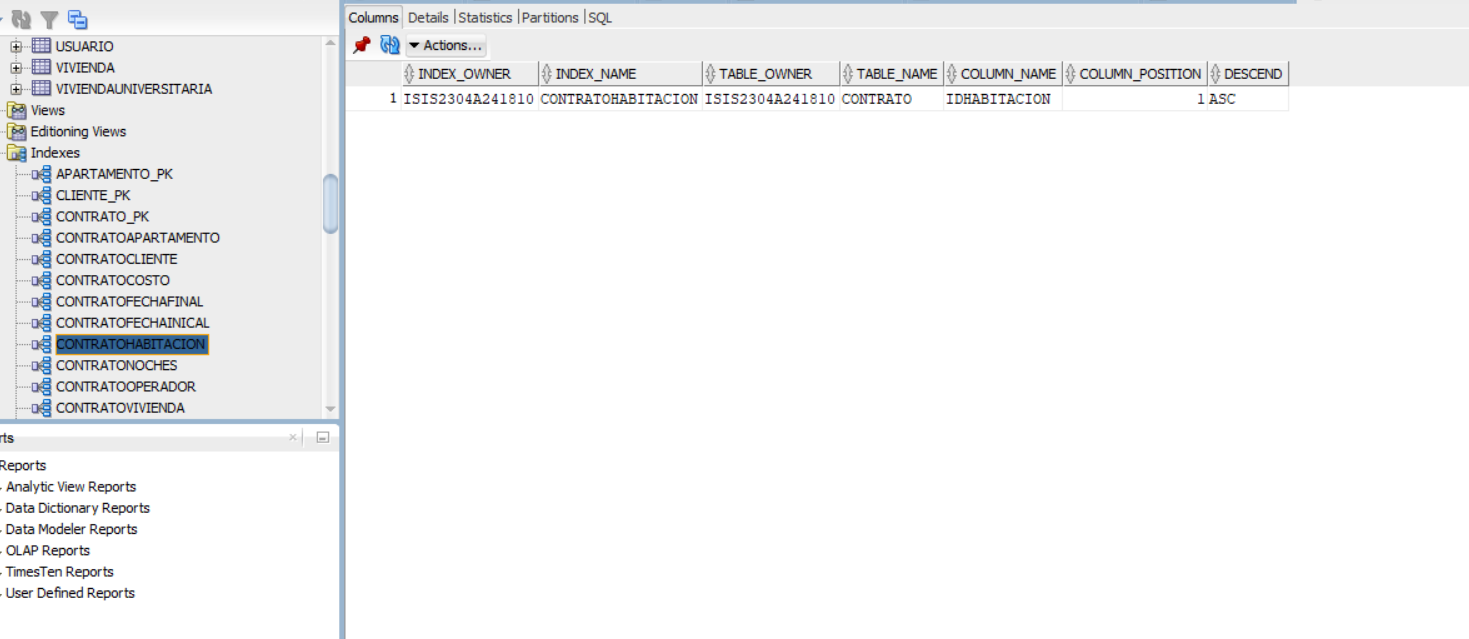 USUARIO
VIVIENDA
VIVIENDAUNIVERSITARIA
Views
Editioning Views
Indexes
APARTAMENTO_PK
CLIENTE_PK
CONTRATO_PK
CONTRATOAPARTAMENTO
CONTRATOCLIENTE
CONTRATOCOSTO
CONTRATOFECHAFINAL
CONTRATOFECHAINICAL
CONTRATOHABITACION
CONTRATONOCHES
CONTRATOOPERADOR
CONTRATOVIVIENDA
rts
Reports
Analytic View Reports
Data Dictionary Reports
Data Modeler Reports
OLAP Reports
TimesTen Reports
User Defined Reports
Columns Details Statistics Partitions SQL
Actions...
INDEX_OWNER INDEX_NAME TABLE_OWNER TABLE_NAME COLUMN_NAME COLUMN_POSITION DESCEND
1 ISIS2304A241810 CONTRATOHABITACION ISIS2304A241810 CONTRATO IDHABITACION 1 ASC